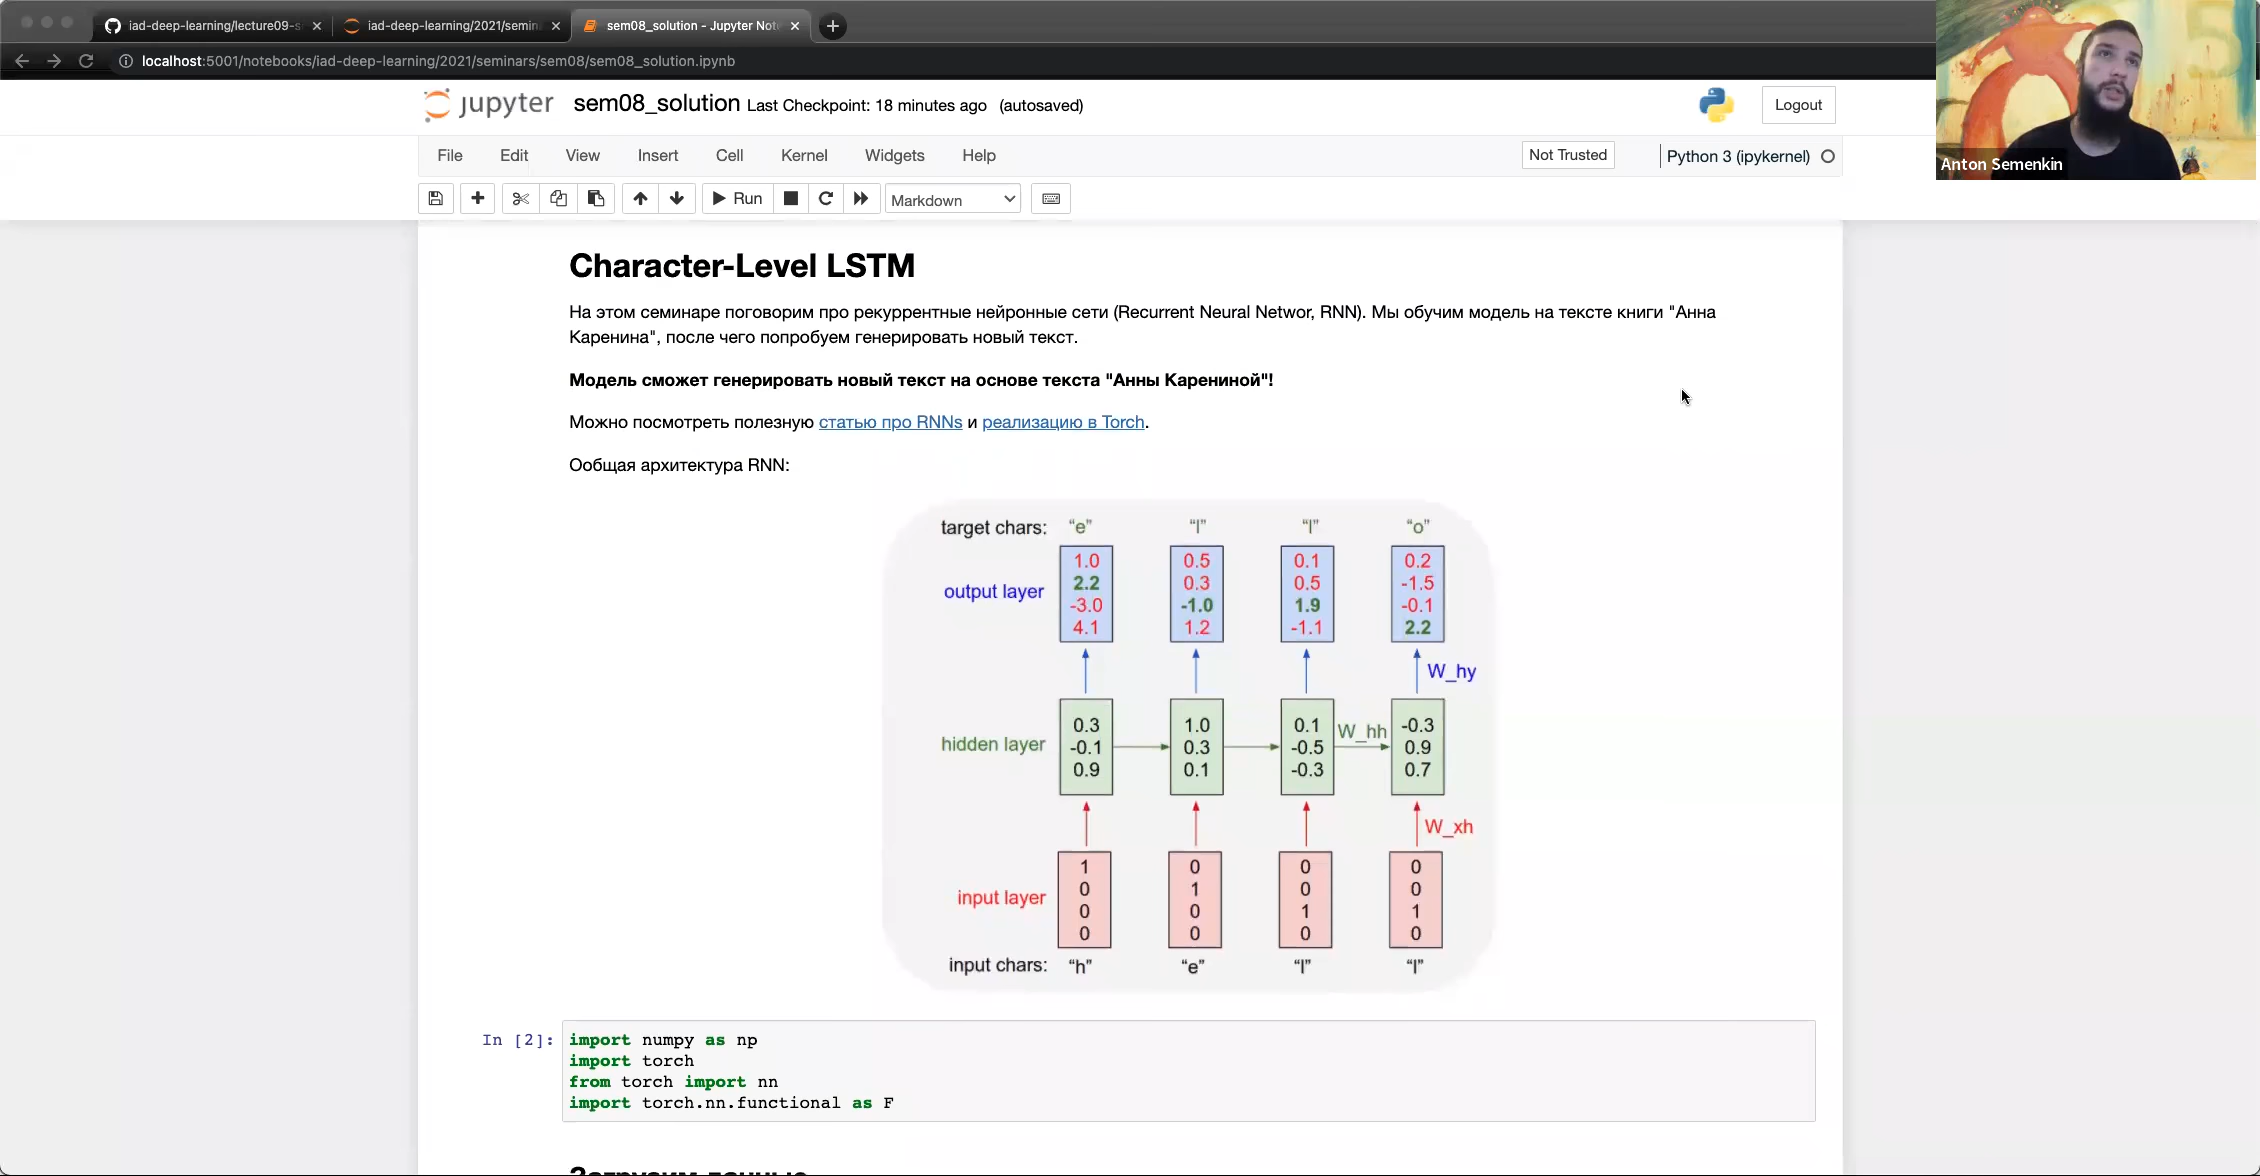 iad-deep-learning/lecture09-s
iad-deep-learning/2021/semin
sem08_solution - Jupyter Not
localhost:5001/notebooks/iad-deep-learning/2021/seminars/sem08/sem08_solution.ipynb
jupyter sem08_solution Last Checkpoint: 18 minutes ago (autosaved)
Logout
Anton Semenkin
File Edit View Insert Cell Kernel Widgets Help
Not Trusted
Python 3 (ipykernel)
Run
Markdown
Character-Level LSTM
На этом семинаре поговорим про рекуррентные нейронные сети (Recurrent Neural Networ, RNN). Мы обучим модель на тексте книги "Анна
Каренина", после чего попробуем генерировать новый текст.
Модель сможет генерировать новый текст на основе текста "Анны Карениной"!
Можно посмотреть полезную статью про RNNs и реализацию в Torch.
Ообщая архитектура RNN:
target chars: “e” “l” “l” “o”
1.0 0.5 0.1 0.2
2.2 0.3 0.5 -1.5
output layer
-3.0 -1.0 1.9 -0.1
4.1 1.2 -1.1 2.2
W_hy
0.3 1.0 0.1 -0.3
W_hh
hidden layer -0.1 0.3 -0.5 0.9
0.9 0.1 -0.3 0.7
W_xh
1 0 0 0
0 1 0 0
input layer
0 0 1 1
0 0 0 0
input chars: “h” “e” “l” “l”
In [2]: import numpy as np
import torch
from torch import nn
import torch.nn.functional as F
Загрузим данные